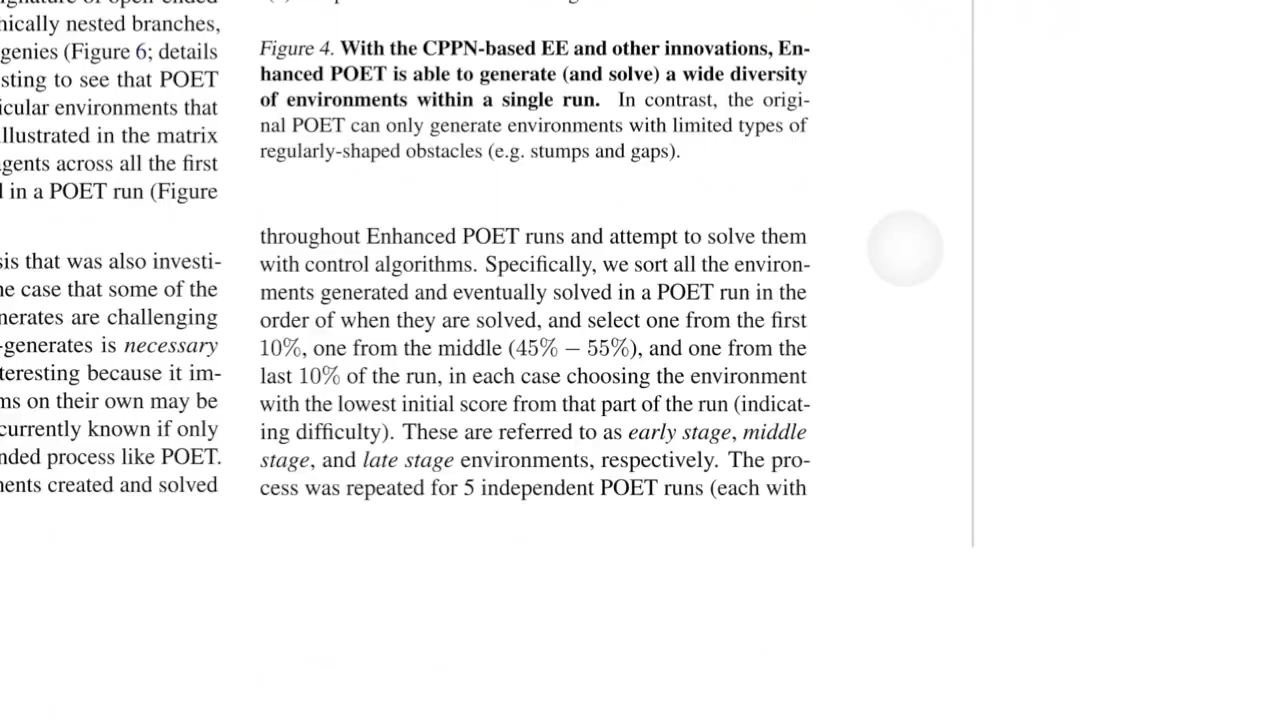 hically nested branches,
genies (Figure 6; details
sting to see that POET
icular environments that
llustrated in the matrix
gents across all the first
in a POET run (Figure
sis that was also investi-
e case that some of the
nerates are challenging
-generates is necessary
teresting because it im-
ms on their own may be
currently known if only
nded process like POET.
nents created and solved
Figure 4. With the CPPN-based EE and other innovations, En-
hanced POET is able to generate (and solve) a wide diversity
of environments within a single run. In contrast, the origi-
nal POET can only generate environments with limited types of
regularly-shaped obstacles (e.g. stumps and gaps).
throughout Enhanced POET runs and attempt to solve them
with control algorithms. Specifically, we sort all the environ-
ments generated and eventually solved in a POET run in the
order of when they are solved, and select one from the first
10%, one from the middle (45% – 55%), and one from the
last 10% of the run, in each case choosing the environment
with the lowest initial score from that part of the run (indicat-
ing difficulty). These are referred to as early stage, middle
stage, and late stage environments, respectively. The pro-
cess was repeated for 5 independent POET runs (each with